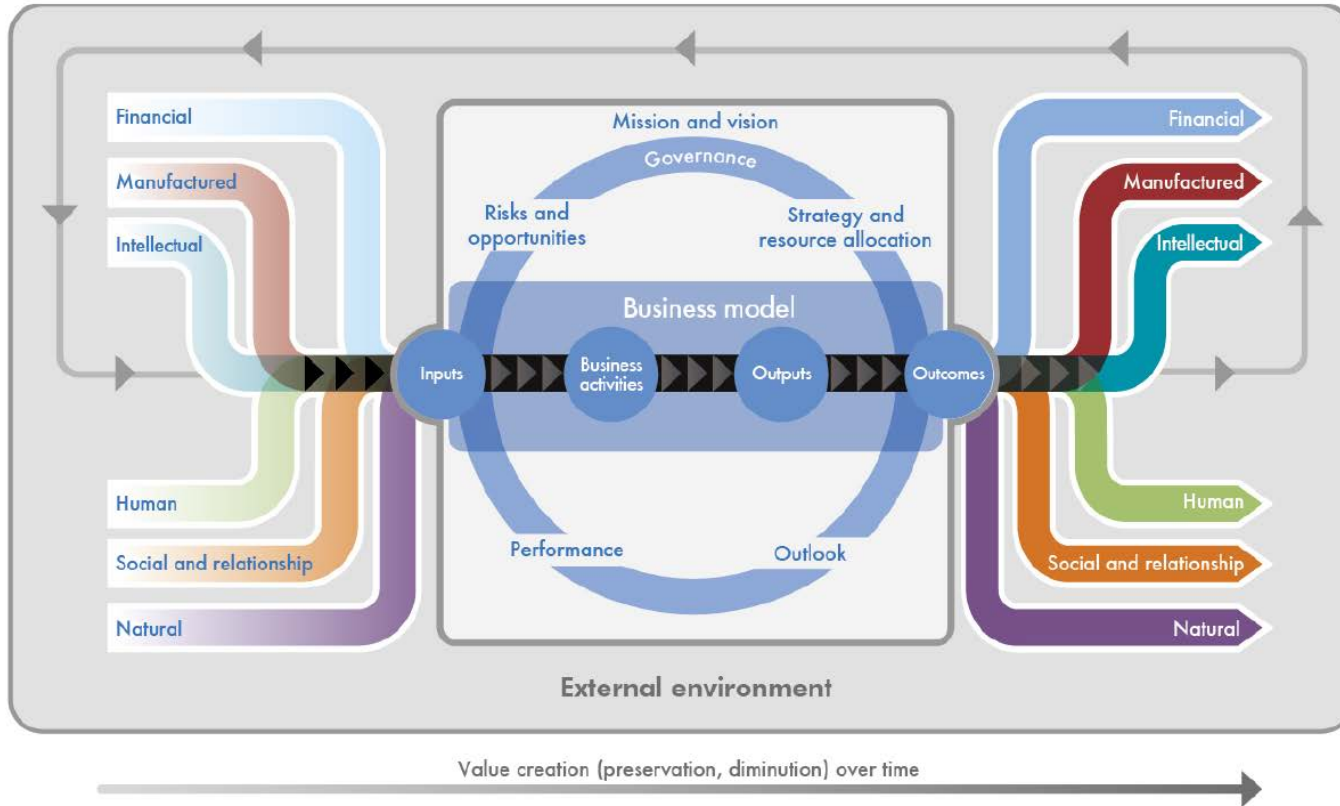 Financial
Manufactured
Intellectual
Human
Social and relationship
Natural
Mission and vision
Governance
Risks and
opportunities
Strategy and
resource allocation
Business model
Inputs
Business
activities
Outputs
Outcomes
Performance
Outlook
Financial
Manufactured
Intellectual
Human
Social and relationship
Natural
External environment
Value creation (preservation, diminution) over time